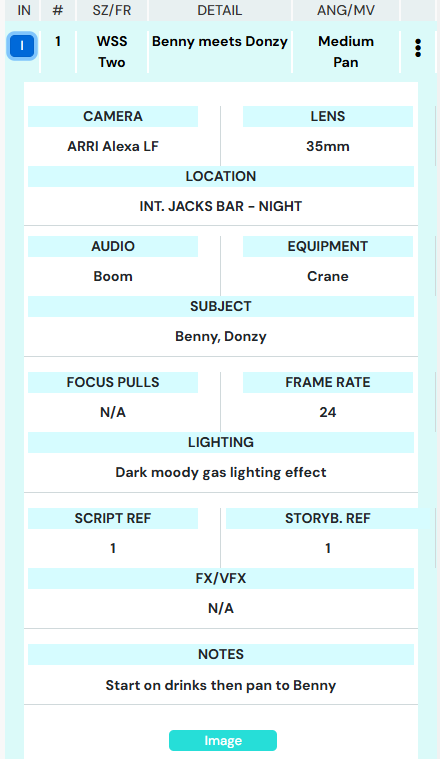 IN # SZ/FR DETAIL ANG/MV
I 1 WSS Benny meets Donzy Medium
Two Pan
CAMERA LENS
ARRI Alexa LF 35mm
LOCATION
INT. JACKS BAR - NIGHT
AUDIO EQUIPMENT
Boom Crane
SUBJECT
Benny, Donzy
FOCUS PULLS FRAME RATE
N/A 24
LIGHTING
Dark moody gas lighting effect
SCRIPT REF STORYB. REF
1 1
FX/VFX
N/A
NOTES
Start on drinks then pan to Benny
Image